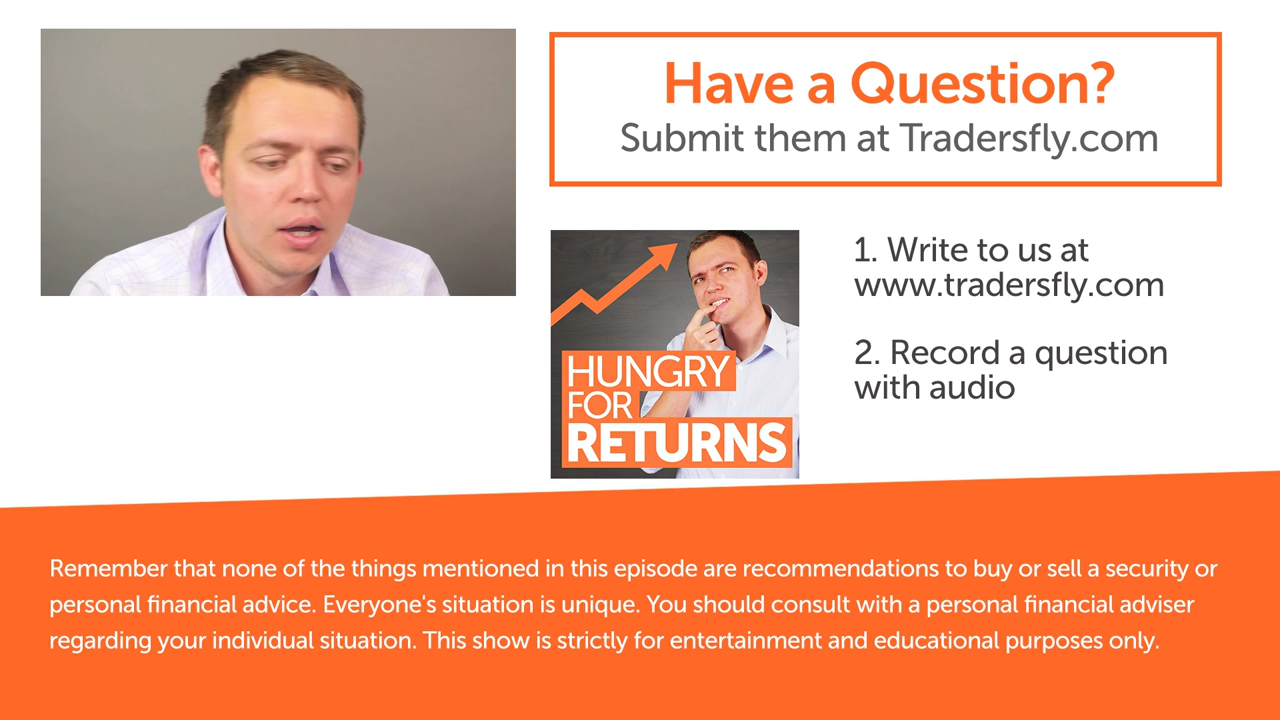 Have a Question?
Submit them at Tradersfly.com
HUNGRY
FOR
RETURNS
1. Write to us at
www.tradersfly.com
2. Record a question
with audio
Remember that none of the things mentioned in this episode are recommendations to buy or sell a security or
personal financial advice. Everyone's situation is unique. You should consult with a personal financial adviser
regarding your individual situation. This show is strictly for entertainment and educational purposes only.